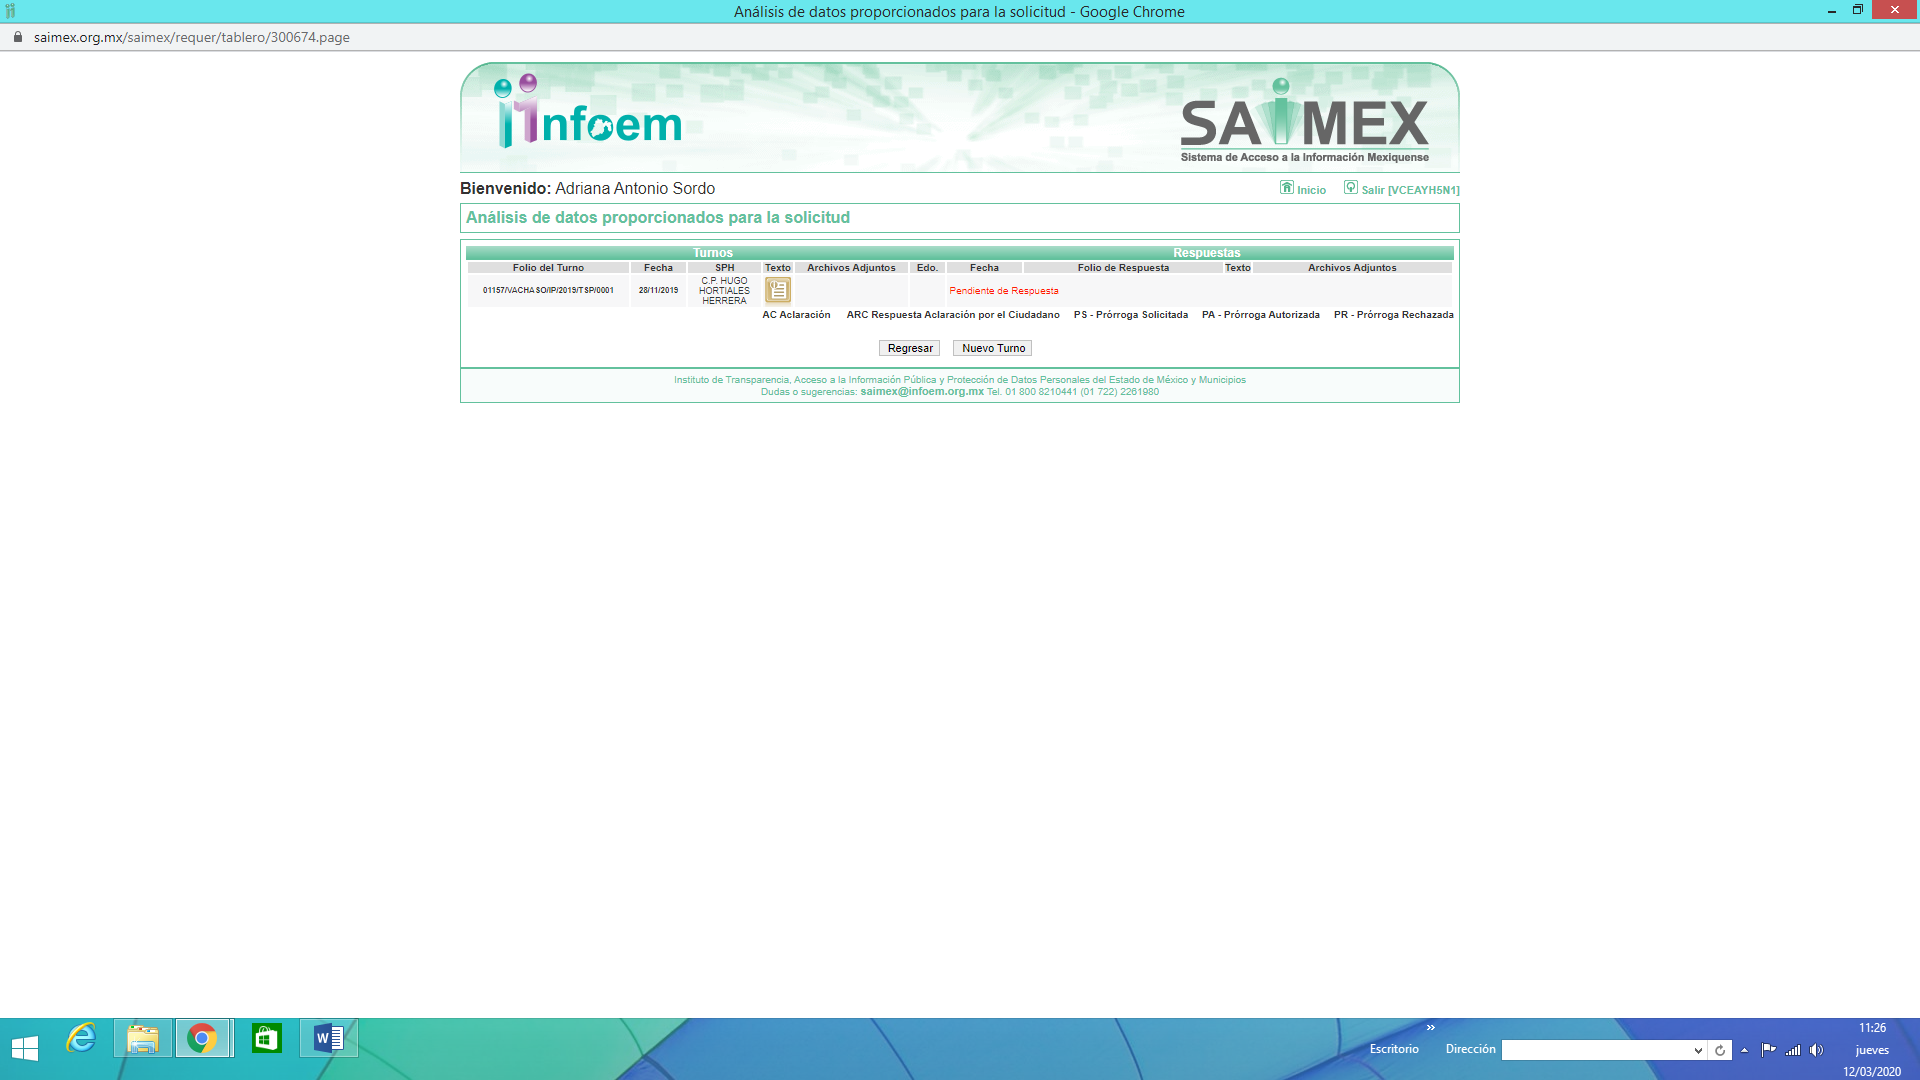 Análisis de datos proporcionados para la solicitud - Google Chrome
saimex.org.mx/saimex/requer/tablero/300674.page
infoem
SAIMEX
Sistema de Acceso a la Información Mexiquense
Bienvenido: Adriana Antonio Sordo
Inicio Salir [VCEAYH5N1]
Análisis de datos proporcionados para la solicitud
Turnos Respuestas
Folio del Turno Fecha SPH Texto Archivos Adjuntos Edo. Fecha Folio de Respuesta Texto Archivos Adjuntos
01157/VACHASO/IP/2019/TSP/0001 28/11/2019 C.P. HUGO HORTIALES HERRERA Pendiente de Respuesta
AC Aclaración ARC Respuesta Aclaración por el Ciudadano PS - Prórroga Solicitada PA - Prórroga Autorizada PR - Prórroga Rechazada
Regresar Nuevo Turno
Instituto de Transparencia, Acceso a la Información Pública y Protección de Datos Personales del Estado de México y Municipios
Dudas o sugerencias: saimex@infoem.org.mx Tel. 01 800 8210441 (01 722) 2261980
Escritorio » Dirección
11:26
jueves
12/03/2020